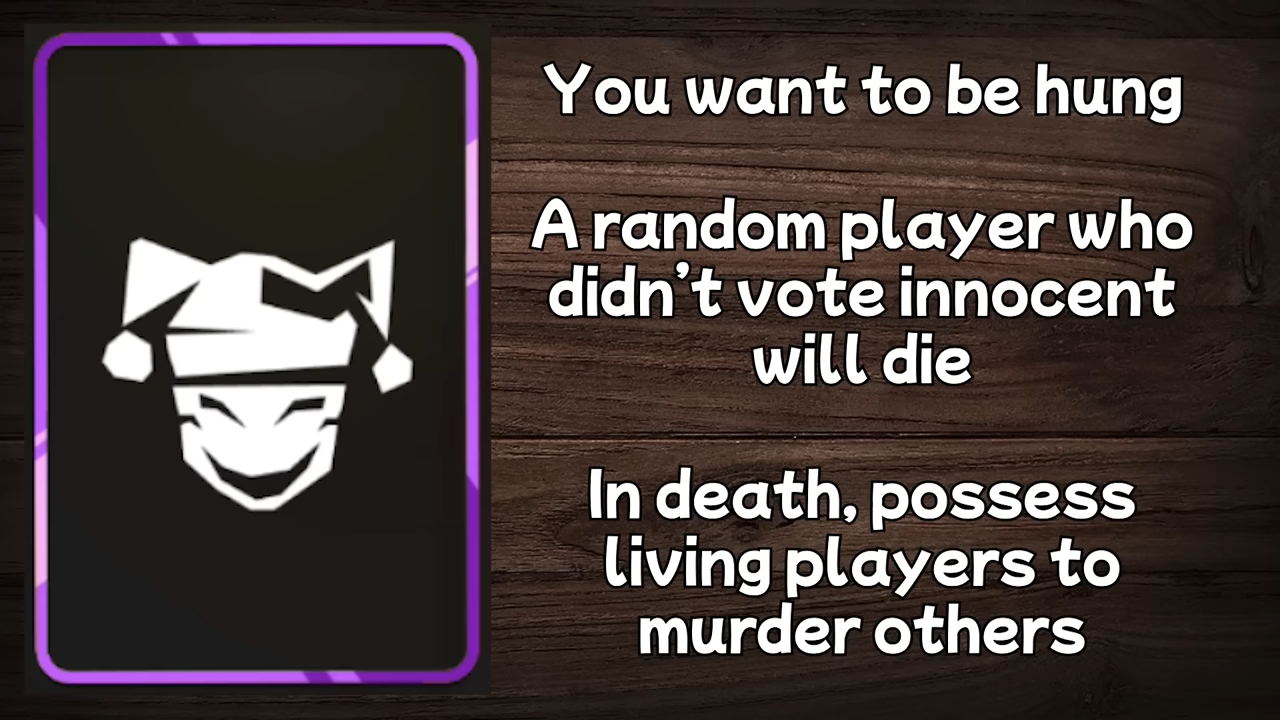 You want to be hung
A random player who
didn’t vote innocent
will die
In death, possess
living players to
murder others